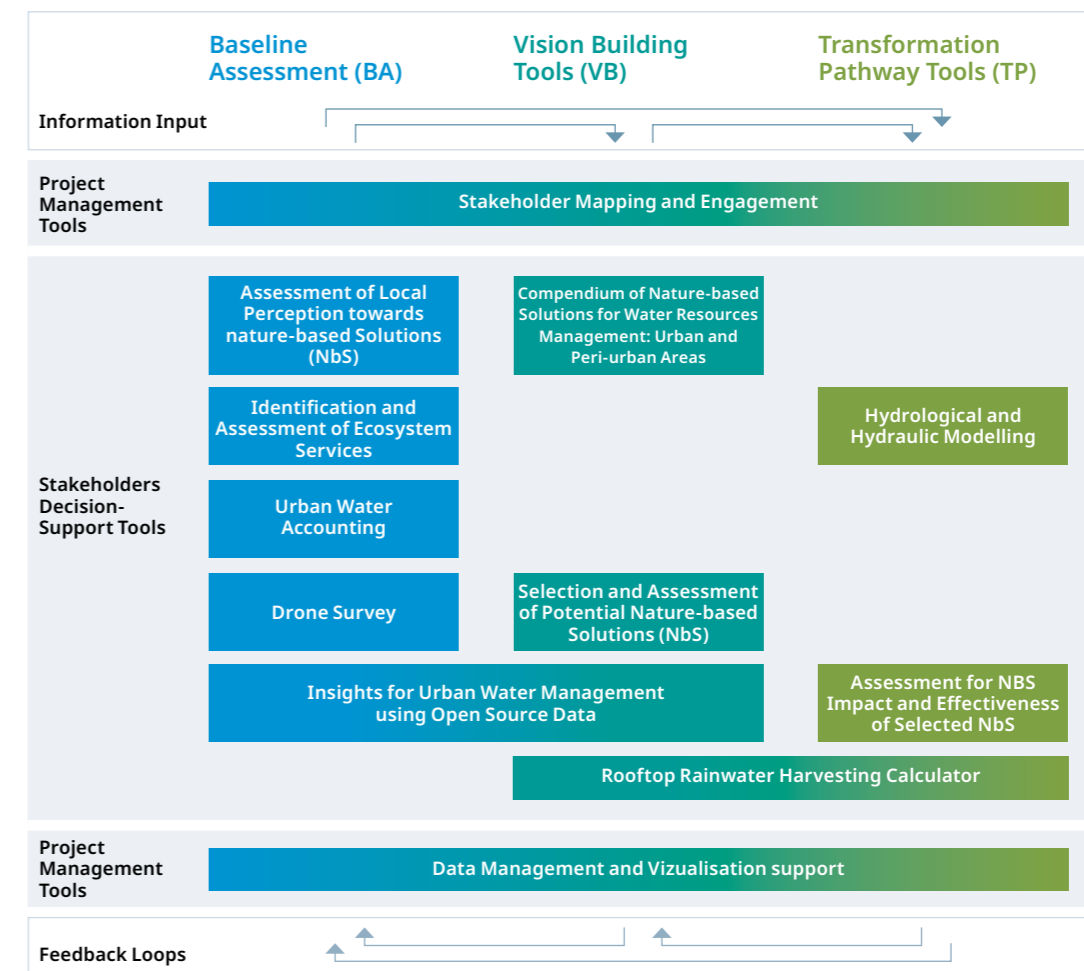 Baseline
Assessment (BA)
Vision Building
Tools (VB)
Transformation
Pathway Tools (TP)
Information Input
Project
Management
Tools
Stakeholder Mapping and Engagement
Assessment of Local
Perception towards
nature-based Solutions
(NbS)
Compendium of Nature-based
Solutions for Water Resources
Management: Urban and
Peri-urban Areas
Identification and
Assessment of Ecosystem
Services
Hydrological and
Hydraulic Modelling
Stakeholders
Decision-
Support Tools
Urban Water
Accounting
Drone Survey
Selection and Assessment
of Potential Nature-based
Solutions (NbS)
Insights for Urban Water Management
using Open Source Data
Assessment for NBS
Impact and Effectiveness
of Selected NbS
Rooftop Rainwater Harvesting Calculator
Project
Management
Tools
Data Management and Vizualisation support
Feedback Loops